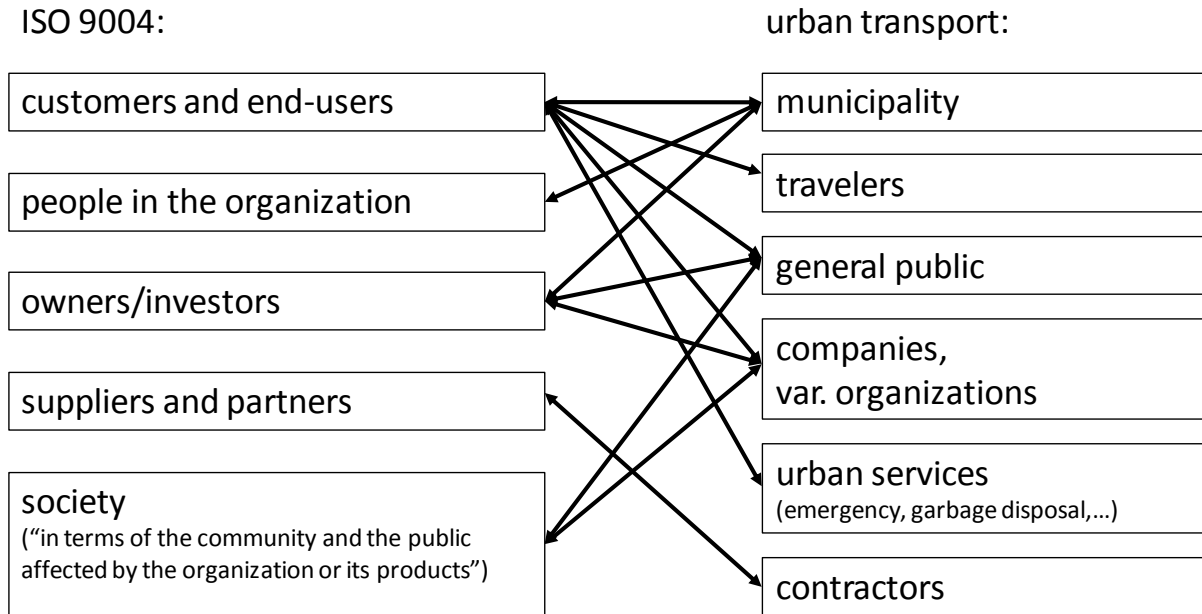 ISO 9004:
customers and end-users
people in the organization
owners/investors
suppliers and partners
society
(“in terms of the community and the public
affected by the organization or its products”)
urban transport:
municipality
travelers
general public
companies,
var. organizations
urban services
(emergency, garbage disposal,...)
contractors